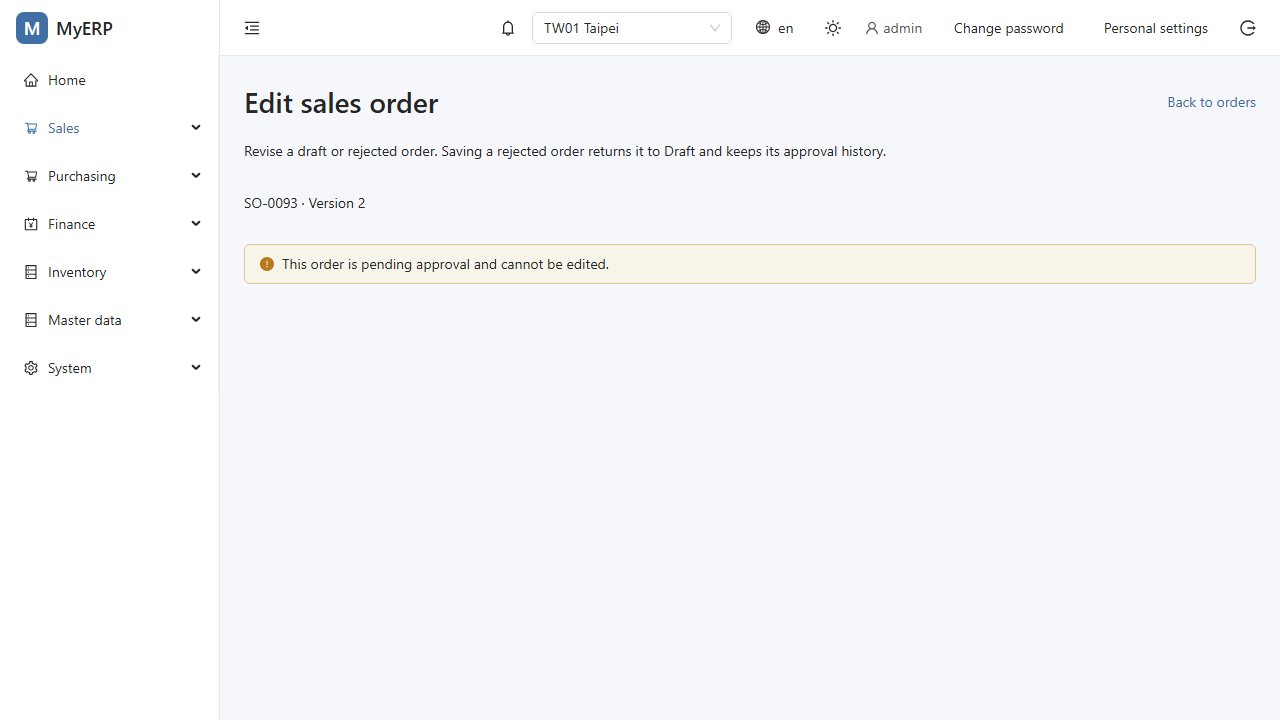 M MyERP
TW01 Taipei
en
admin
Change password
Personal settings
Home
Sales
Purchasing
Finance
Inventory
Master data
System
Edit sales order
Back to orders
Revise a draft or rejected order. Saving a rejected order returns it to Draft and keeps its approval history.
SO-0093 · Version 2
This order is pending approval and cannot be edited.